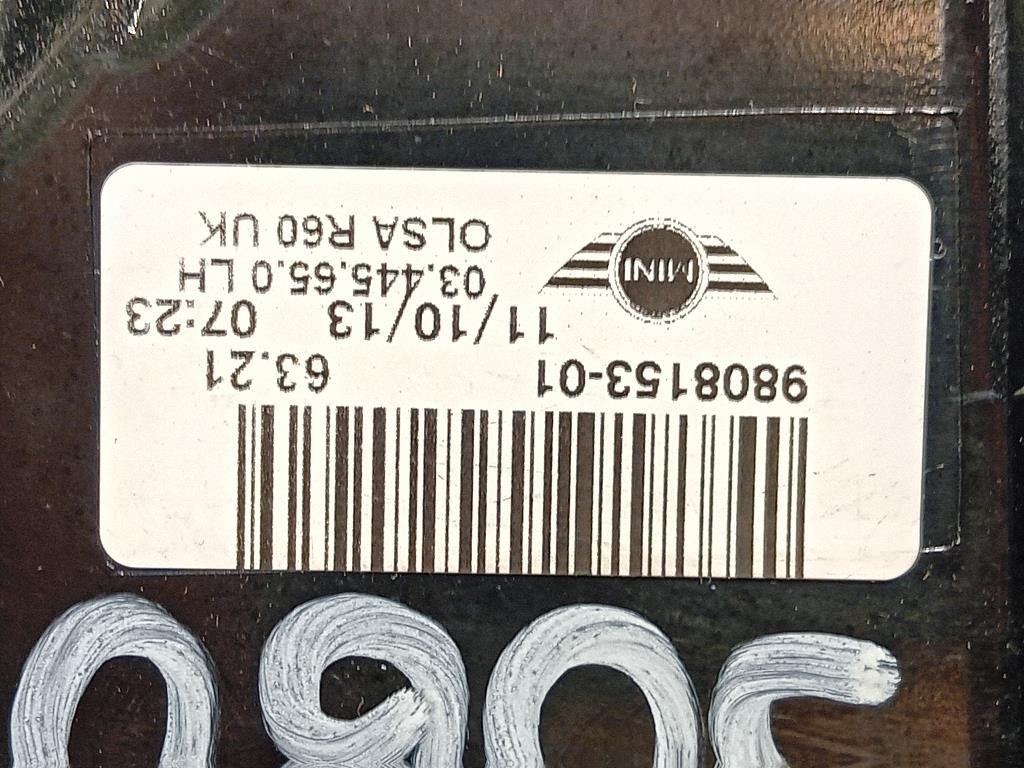 9808153-01 63.21
11/10/13 07:23
MINI
03.445.65.0 LH
OLSA R60 UK